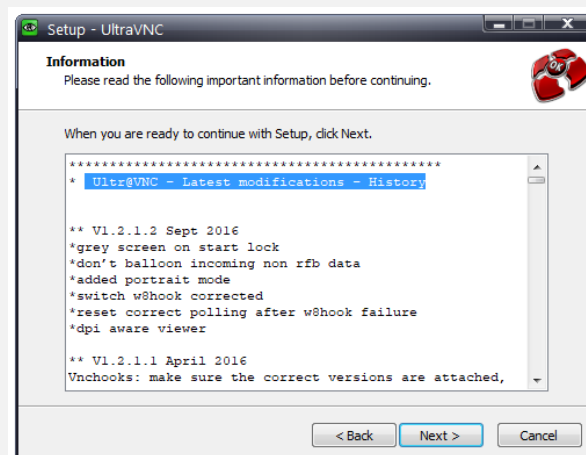 Setup - UltraVNC
Information
Please read the following important information before continuing.
OK
When you are ready to continue with Setup, click Next.
**********************************************
* Ultr@VNC - Latest modifications - History
** V1.2.1.2 Sept 2016
*grey screen on start lock
*don't balloon incoming non rfb data
*added portrait mode
*switch w8hook corrected
*reset correct polling after w8hook failure
*dpi aware viewer
** V1.2.1.1 April 2016
Vnchooks: make sure the correct versions are attached,
< Back
Next >
Cancel